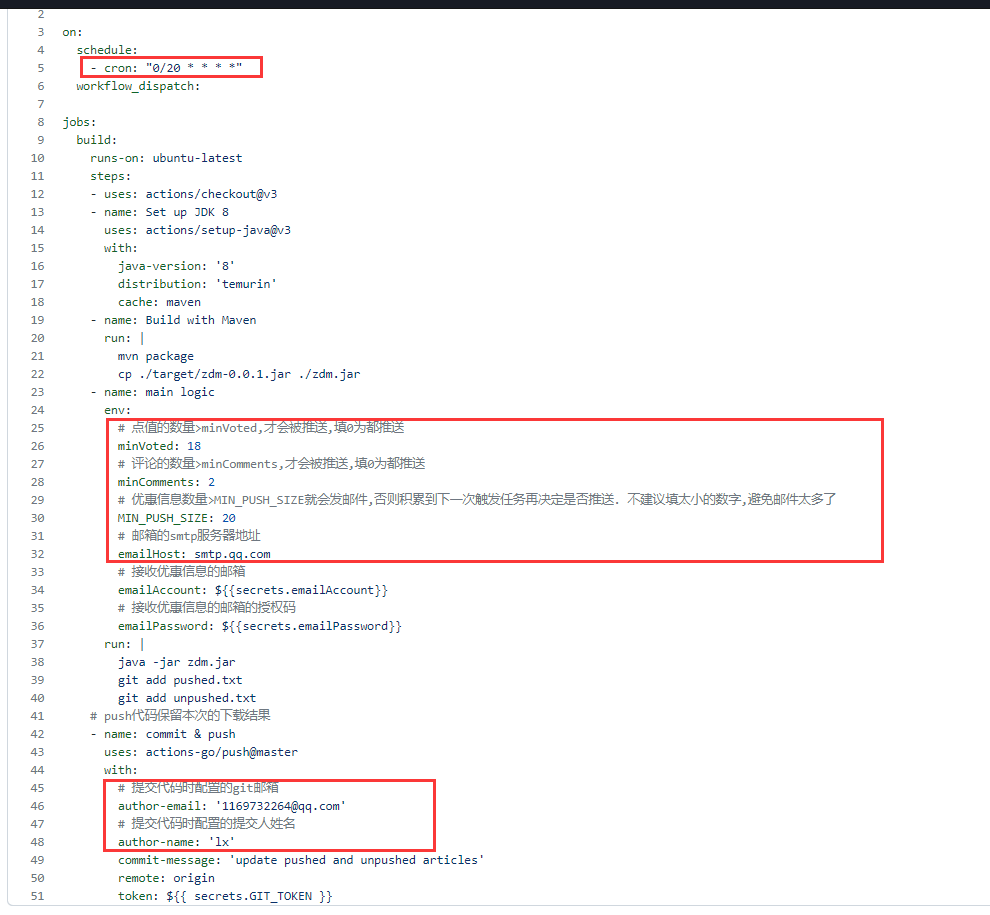 2
3 on:
4   schedule:
5     - cron: "0/20 * * * *"
6   workflow_dispatch:
7
8 jobs:
9   build:
10     runs-on: ubuntu-latest
11     steps:
12     - uses: actions/checkout@v3
13     - name: Set up JDK 8
14       uses: actions/setup-java@v3
15       with:
16         java-version: '8'
17         distribution: 'temurin'
18         cache: maven
19     - name: Build with Maven
20       run: |
21         mvn package
22         cp ./target/zdm-0.0.1.jar ./zdm.jar
23     - name: main logic
24       env:
25         # 点值的数量>minVoted,才会被推送,填0为都推送
26         minVoted: 18
27         # 评论的数量>minComments,才会被推送,填0为都推送
28         minComments: 2
29         # 优惠信息数量>MIN_PUSH_SIZE就会发邮件,否则积累到下一次触发任务再决定是否推送. 不建议填太小的数字,避免邮件太多了
30         MIN_PUSH_SIZE: 20
31         # 邮箱的smtp服务器地址
32         emailHost: smtp.qq.com
33         # 接收优惠信息的邮箱
34         emailAccount: ${{secrets.emailAccount}}
35         # 接收优惠信息的邮箱的授权码
36         emailPassword: ${{secrets.emailPassword}}
37       run: |
38         java -jar zdm.jar
39         git add pushed.txt
40         git add unpushed.txt
41     # push代码保留本次的下载结果
42     - name: commit & push
43       uses: actions-go/push@master
44       with:
45         # 提交代码时配置的git邮箱
46         author-email: '1169732264@qq.com'
47         # 提交代码时配置的提交人姓名
48         author-name: 'lx'
49         commit-message: 'update pushed and unpushed articles'
50         remote: origin
51         token: ${{ secrets.GIT_TOKEN }}